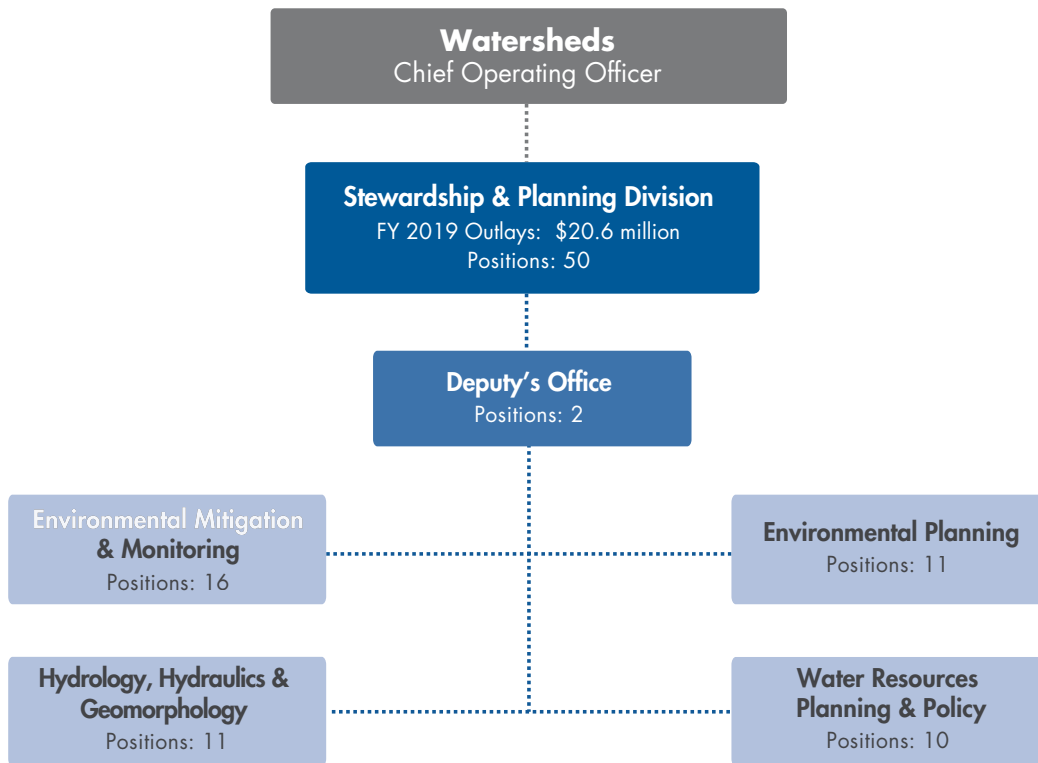 Watersheds
Chief Operating Officer
Stewardship & Planning Division
FY 2019 Outlays: $20.6 million
Positions: 50
Deputy’s Office
Positions: 2
Environmental Mitigation
& Monitoring
Positions: 16
Environmental Planning
Positions: 11
Hydrology, Hydraulics &
Geomorphology
Positions: 11
Water Resources
Planning & Policy
Positions: 10